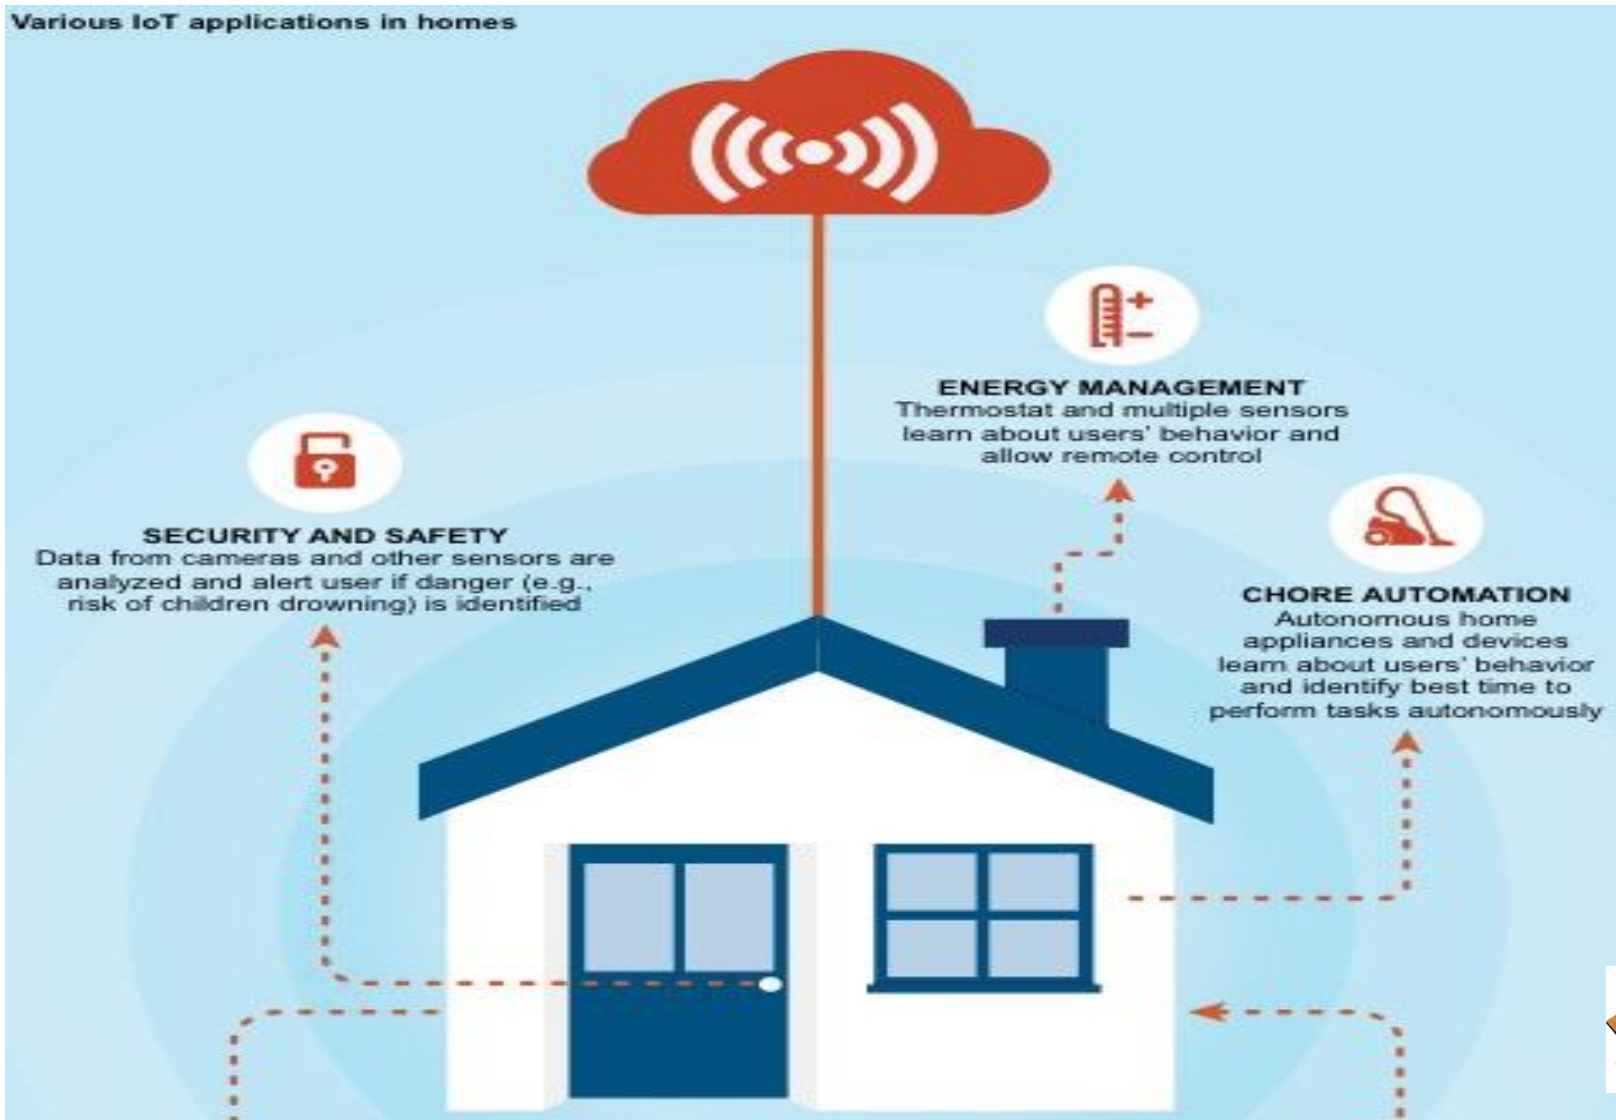 Various IoT applications in homes
ENERGY MANAGEMENT
Thermostat and multiple sensors
learn about users' behavior and
allow remote control
SECURITY AND SAFETY
Data from cameras and other sensors are
analyzed and alert user if danger (e.g.,
risk of children drowning) is identified
CHORE AUTOMATION
Autonomous home
appliances and devices
learn about users' behavior
and identify best time to
perform tasks autonomously